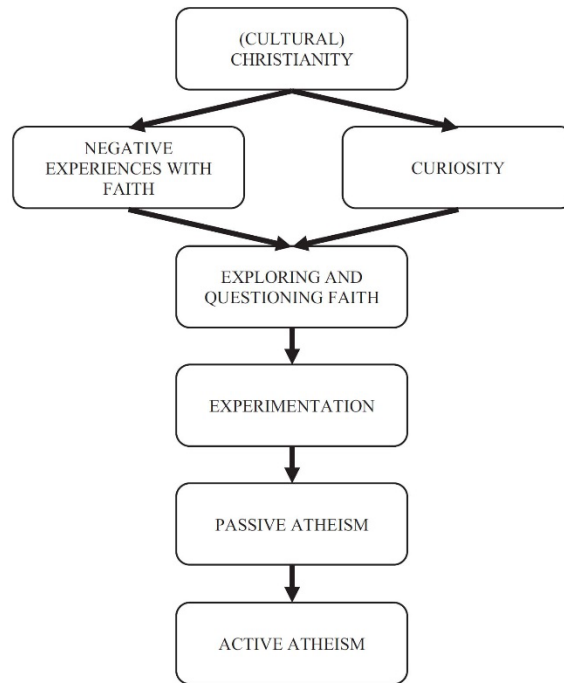 (CULTURAL)
CHRISTIANITY
NEGATIVE
EXPERIENCES WITH
FAITH
CURIOSITY
EXPLORING AND
QUESTIONING FAITH
EXPERIMENTATION
PASSIVE ATHEISM
ACTIVE ATHEISM